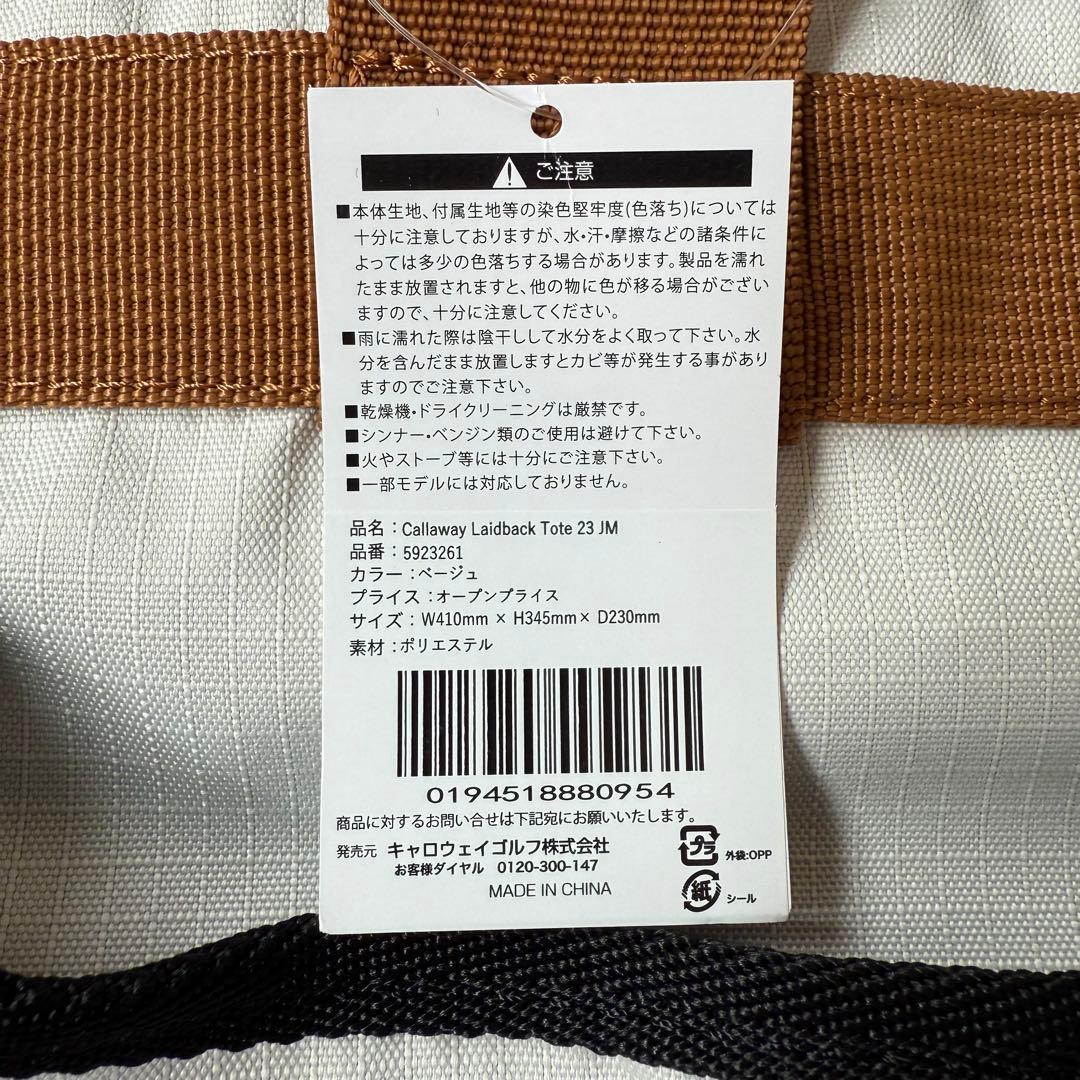 ご注意
■本体生地、付属生地等の染色堅牢度(色落ち)については
十分に注意しておりますが、水・汗・摩擦などの諸条件に
よっては多少の色落ちする場合があります。製品を濡れ
たまま放置されますと、他の物に色が移る場合がござい
ますので、十分に注意してください。
■雨に濡れた際は陰干しして水分をよく取って下さい。水
分を含んだまま放置しますとカビ等が発生する事があり
ますのでご注意下さい。
■乾燥機・ドライクリーニングは厳禁です。
■シンナー・ベンジン類のご使用は避けて下さい。
■火やストーブ等には十分にご注意下さい。
■一部モデルには対応しておりません。
品名：Callaway Laidback Tote 23 JM
品番：5923261
カラー：ベージュ
プライス：オープンプライス
サイズ：W410mm × H345mm× D230mm
素材：ポリエステル
0194518880954
商品に対するお問い合せは下記宛にお願いいたします。
発売元 キャロウェイゴルフ株式会社
お客様ダイヤル 0120-300-147
MADE IN CHINA
プラ 外袋:OPP
紙 シール